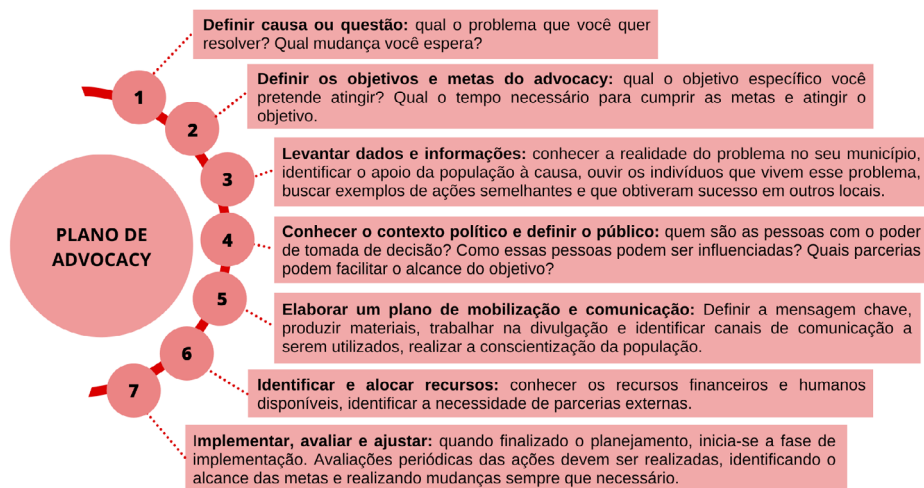 Definir causa ou questão: qual o problema que você quer
resolver? Qual mudança você espera?
1
Definir os objetivos e metas do advocacy: qual o objetivo específico você
pretende atingir? Qual o tempo necessário para cumprir as metas e atingir o
objetivo.
2
Levantar dados e informações: conhecer a realidade do problema no seu município,
identificar o apoio da população à causa, ouvir os indivíduos que vivem esse problema,
buscar exemplos de ações semelhantes e que obtiveram sucesso em outros locais.
3
PLANO DE
ADVOCACY
Conhecer o contexto político e definir o público: quem são as pessoas com o poder
de tomada de decisão? Como essas pessoas podem ser influenciadas? Quais parcerias
podem facilitar o alcance do objetivo?
4
Elaborar um plano de mobilização e comunicação: Definir a mensagem chave,
produzir materiais, trabalhar na divulgação e identificar canais de comunicação a
serem utilizados, realizar a conscientização da população.
5
Identificar e alocar recursos: conhecer os recursos financeiros e humanos
disponíveis, identificar a necessidade de parcerias externas.
6
Implementar, avaliar e ajustar: quando finalizado o planejamento, inicia-se a fase de
implementação. Avaliações periódicas das ações devem ser realizadas, identificando o
alcance das metas e realizando mudanças sempre que necessário.
7